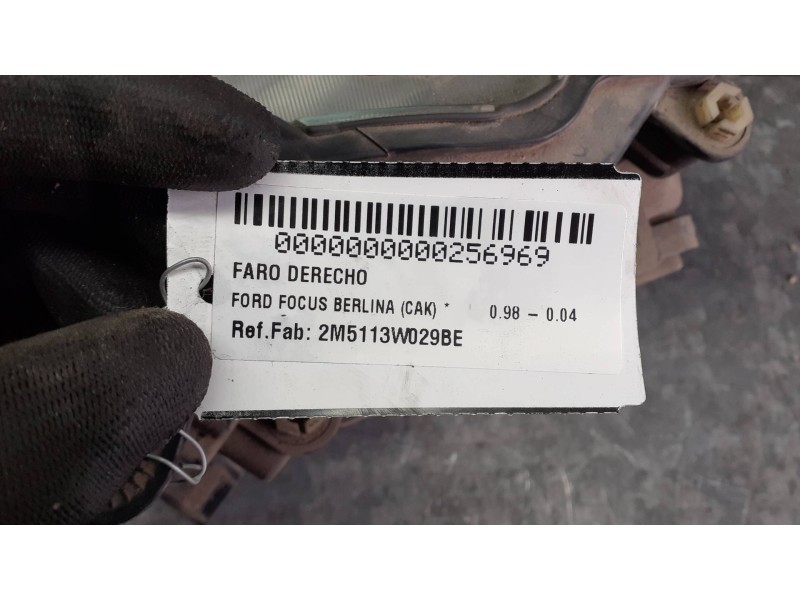 0000000000256969
FARO DERECHO
FORD FOCUS BERLINA (CAK) * 0.98 - 0.04
Ref.Fab: 2M5113W029BE